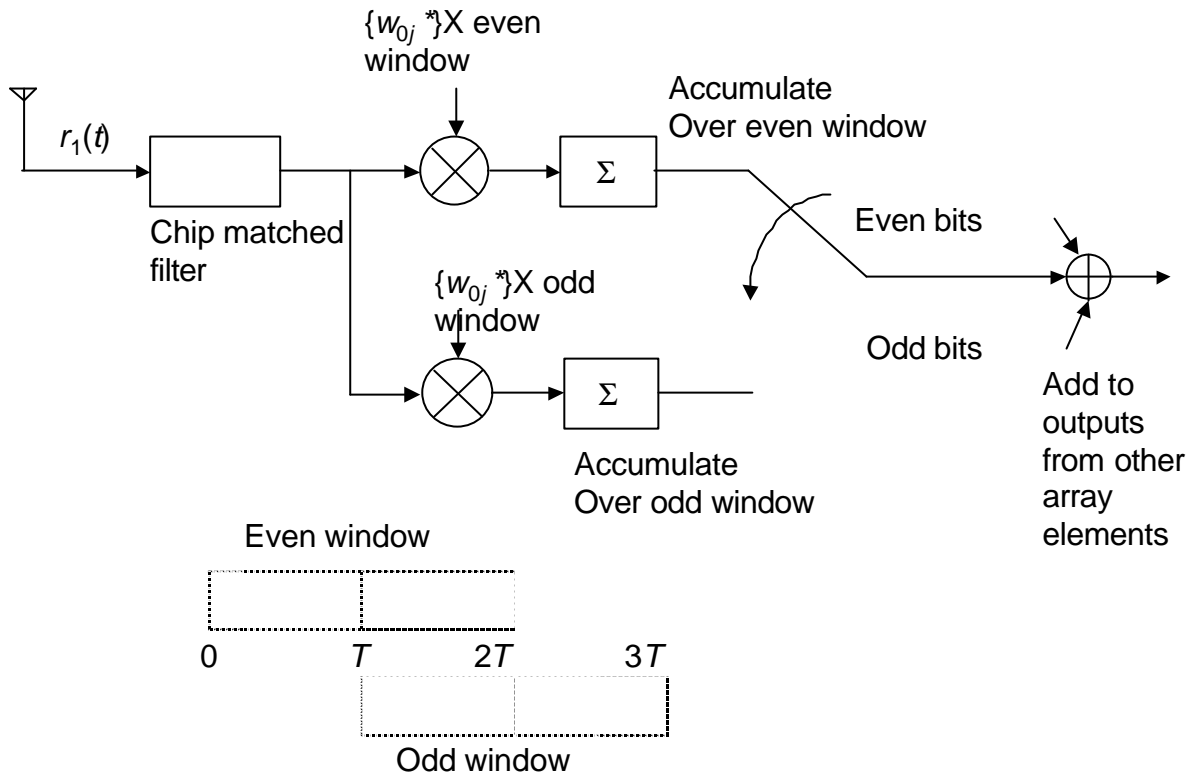 {w0j *}X even
window
Accumulate
Over even window
r1(t)
Σ
Chip matched
filter
Even bits
{w0j *}X odd
window
Odd bits
Σ
Add to
outputs
from other
array
elements
Accumulate
Over odd window
Even window
0 T 2T 3T
Odd window